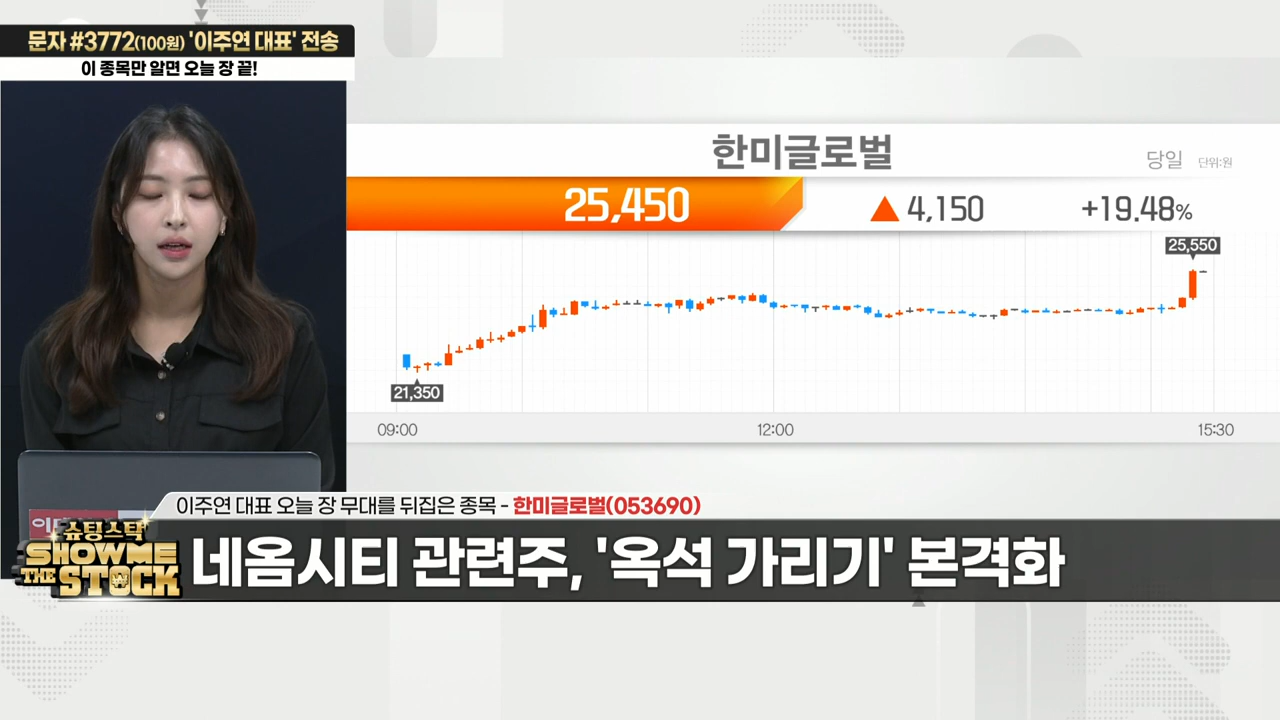 문자 #3772(100원) '이주연 대표' 전송
이 종목만 알면 오늘 장 끝!
한미글로벌
당일 단위:원
25,450 ▲ 4,150 +19.48%
25,550
21,350
09:00 12:00 15:30
이주연 대표 오늘 장 무대를 뒤집은 종목 - 한미글로벌(053690)
슈팅스탁
SHOW ME
THE STOCK
네옴시티 관련주, '옥석 가리기' 본격화